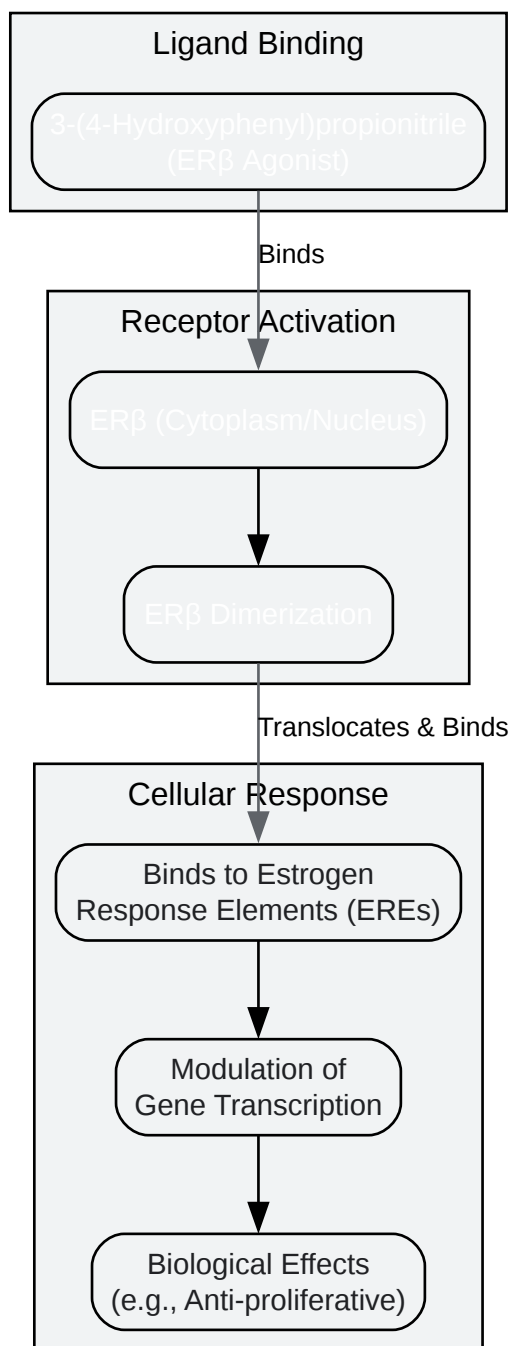 Ligand Binding
3-(4-Hydroxyphenyl)propionitrile
(ERβ Agonist)
Binds
Receptor Activation
ERβ (Cytoplasm/Nucleus)
ERβ Dimerization
Translocates & Binds
Cellular Response
Binds to Estrogen
Response Elements (EREs)
Modulation of
Gene Transcription
Biological Effects
(e.g., Anti-proliferative)